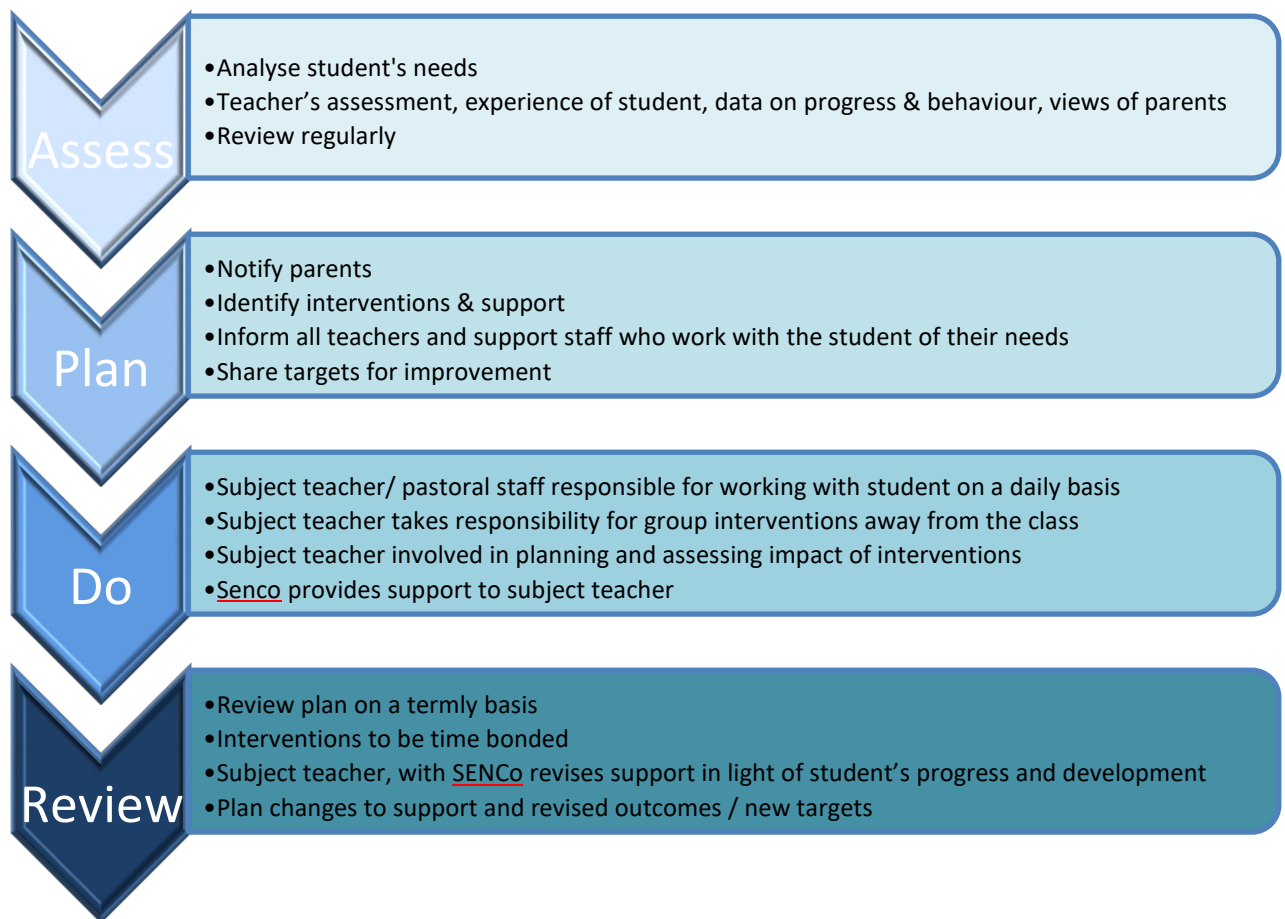 Assess
•Analyse student's needs
•Teacher’s assessment, experience of student, data on progress & behaviour, views of parents
•Review regularly
Plan
•Notify parents
•Identify interventions & support
•Inform all teachers and support staff who work with the student of their needs
•Share targets for improvement
Do
•Subject teacher/ pastoral staff responsible for working with student on a daily basis
•Subject teacher takes responsibility for group interventions away from the class
•Subject teacher involved in planning and assessing impact of interventions
•Senco provides support to subject teacher
Review
•Review plan on a termly basis
•Interventions to be time bonded
•Subject teacher, with SENCo revises support in light of student’s progress and development
•Plan changes to support and revised outcomes / new targets